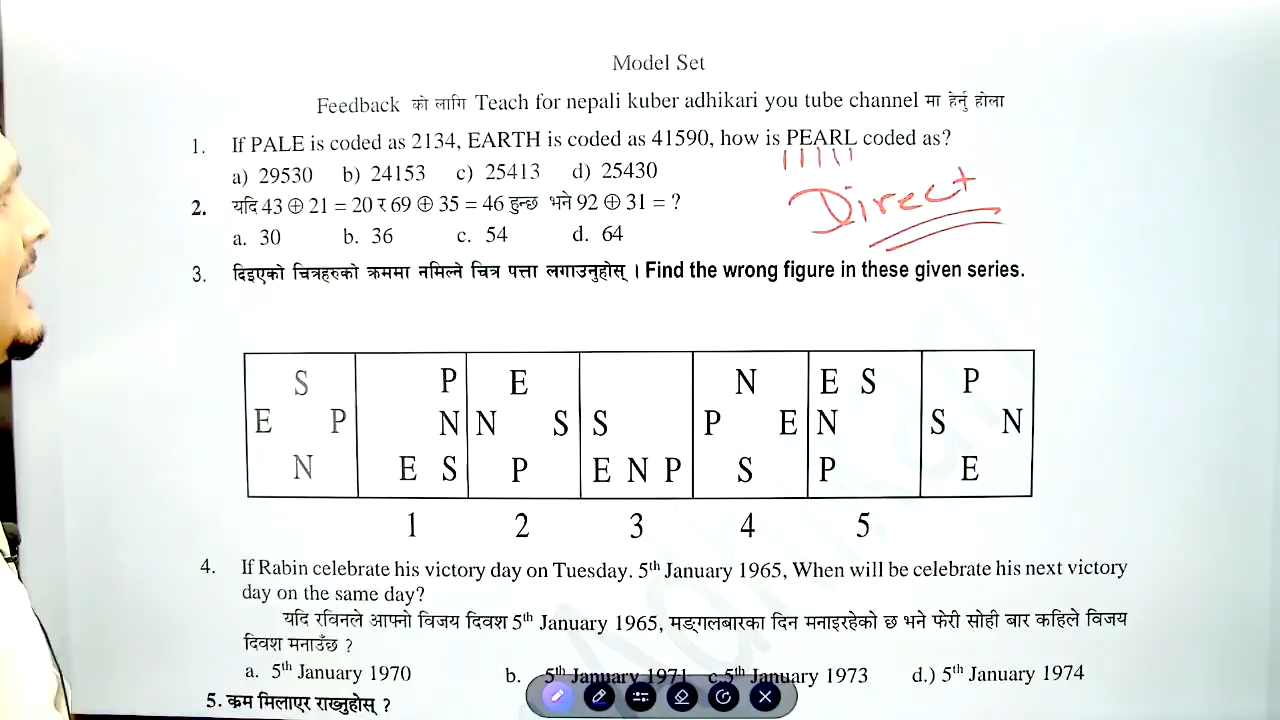 Model Set
Feedback को लागि Teach for nepali kuber adhikari you tube channel मा हेर्नु होला
1. If PALE is coded as 2134, EARTH is coded as 41590, how is PEARL coded as?
a) 29530 b) 24153 c) 25413 d) 25430
Direct
2. यदि 43 ⊕ 21 = 20 र 69 ⊕ 35 = 46 हुन्छ भने 92 ⊕ 31 = ?
a. 30 b. 36 c. 54 d. 64
3. दिइएको चित्रहरुको क्रममा नमिल्ने चित्र पत्ता लगाउनुहोस् । Find the wrong figure in these given series.
S P E N E S P
E P N N S S P E N S N
N E S P E N P S P E
1 2 3 4 5
4. If Rabin celebrate his victory day on Tuesday. 5th January 1965, When will be celebrate his next victory
day on the same day?
यदि रविनले आफ्नो विजय दिवश 5th January 1965, मङ्गलबारका दिन मनाइरहेको छ भने फेरी सोही बार कहिले विजय
दिवश मनाउँछ ?
a. 5th January 1970 b. 5th January 1971 c.5th January 1973 d.) 5th January 1974
5. क्रम मिलाएर राख्नुहोस् ?